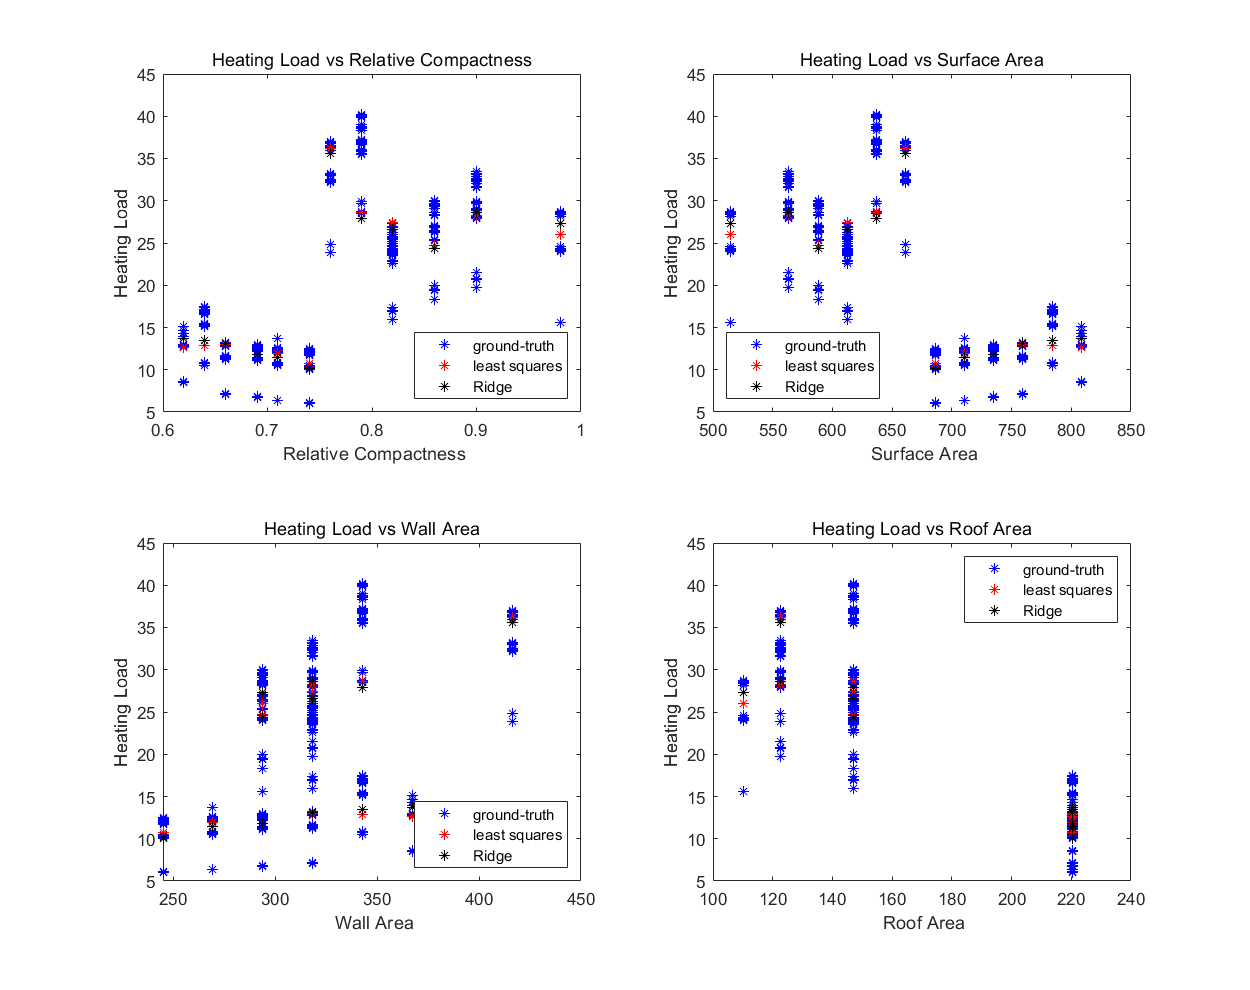 Heating Load vs Relative Compactness
45
40
35
30
25
20
15
10
5
Heating Load
ground-truth
least squares
Ridge
0.6 0.7 0.8 0.9 1
Relative Compactness
Heating Load vs Surface Area
45
40
35
30
25
20
15
10
5
Heating Load
ground-truth
least squares
Ridge
500 550 600 650 700 750 800 850
Surface Area
Heating Load vs Wall Area
45
40
35
30
25
20
15
10
5
Heating Load
ground-truth
least squares
Ridge
250 300 350 400 450
Wall Area
Heating Load vs Roof Area
45
40
35
30
25
20
15
10
5
Heating Load
ground-truth
least squares
Ridge
100 120 140 160 180 200 220 240
Roof Area